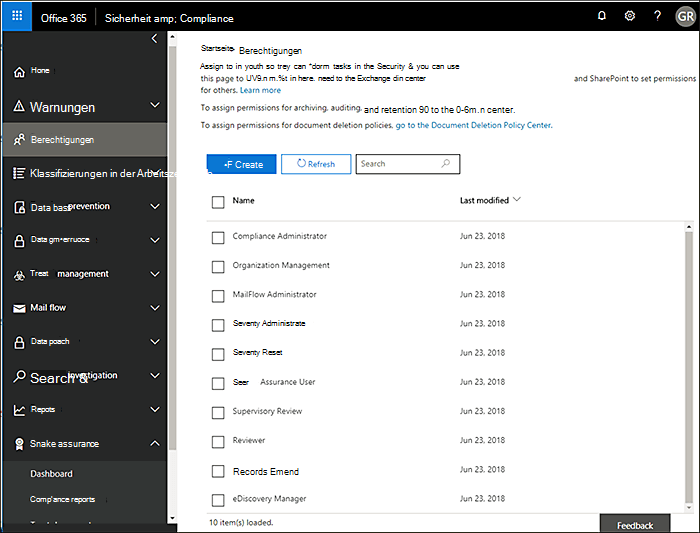 Office 365 | Sicherheit amp; Compliance GR
Startseite› Berechtigungen
Assign to in youth so trey can "dorm tasks in the Security & you can use
this page to UV9.n m.%t in here. need to the Exchange din center and SharePoint to set permissions
for others. Learn more
To assign permissions for archiving, auditing, and retention 90 to the 0-6m.n center.
To assign permissions for document deletion policies, go to the Document Deletion Policy Center.
Home
Warnungen
Berechtigungen
Klassifizierungen in der Arbeitsze
Data bas prevention
Data gm+erruoce
Treat management
Mail flow
Data poach
Search & investigation
Repots
Snake assurance
Dashboard
Comp'ance reports
+F Create Refresh Search
Name Last modified
Compliance Administrator Jun 23, 2018
Organization Management Jun 23, 2018
MailFlow Administrator Jun 23, 2018
Seventy Administrate Jun 23, 2018
Seventy Reset Jun 23, 2018
Seer Assurance User Jun 23, 2018
Supervisory Review Jun 23, 2018
Reviewer Jun 23, 2018
Records Emend Jun 23, 2018
eDiscovery Manager Jun 23, 2018
10 item(s) loaded.
Feedback